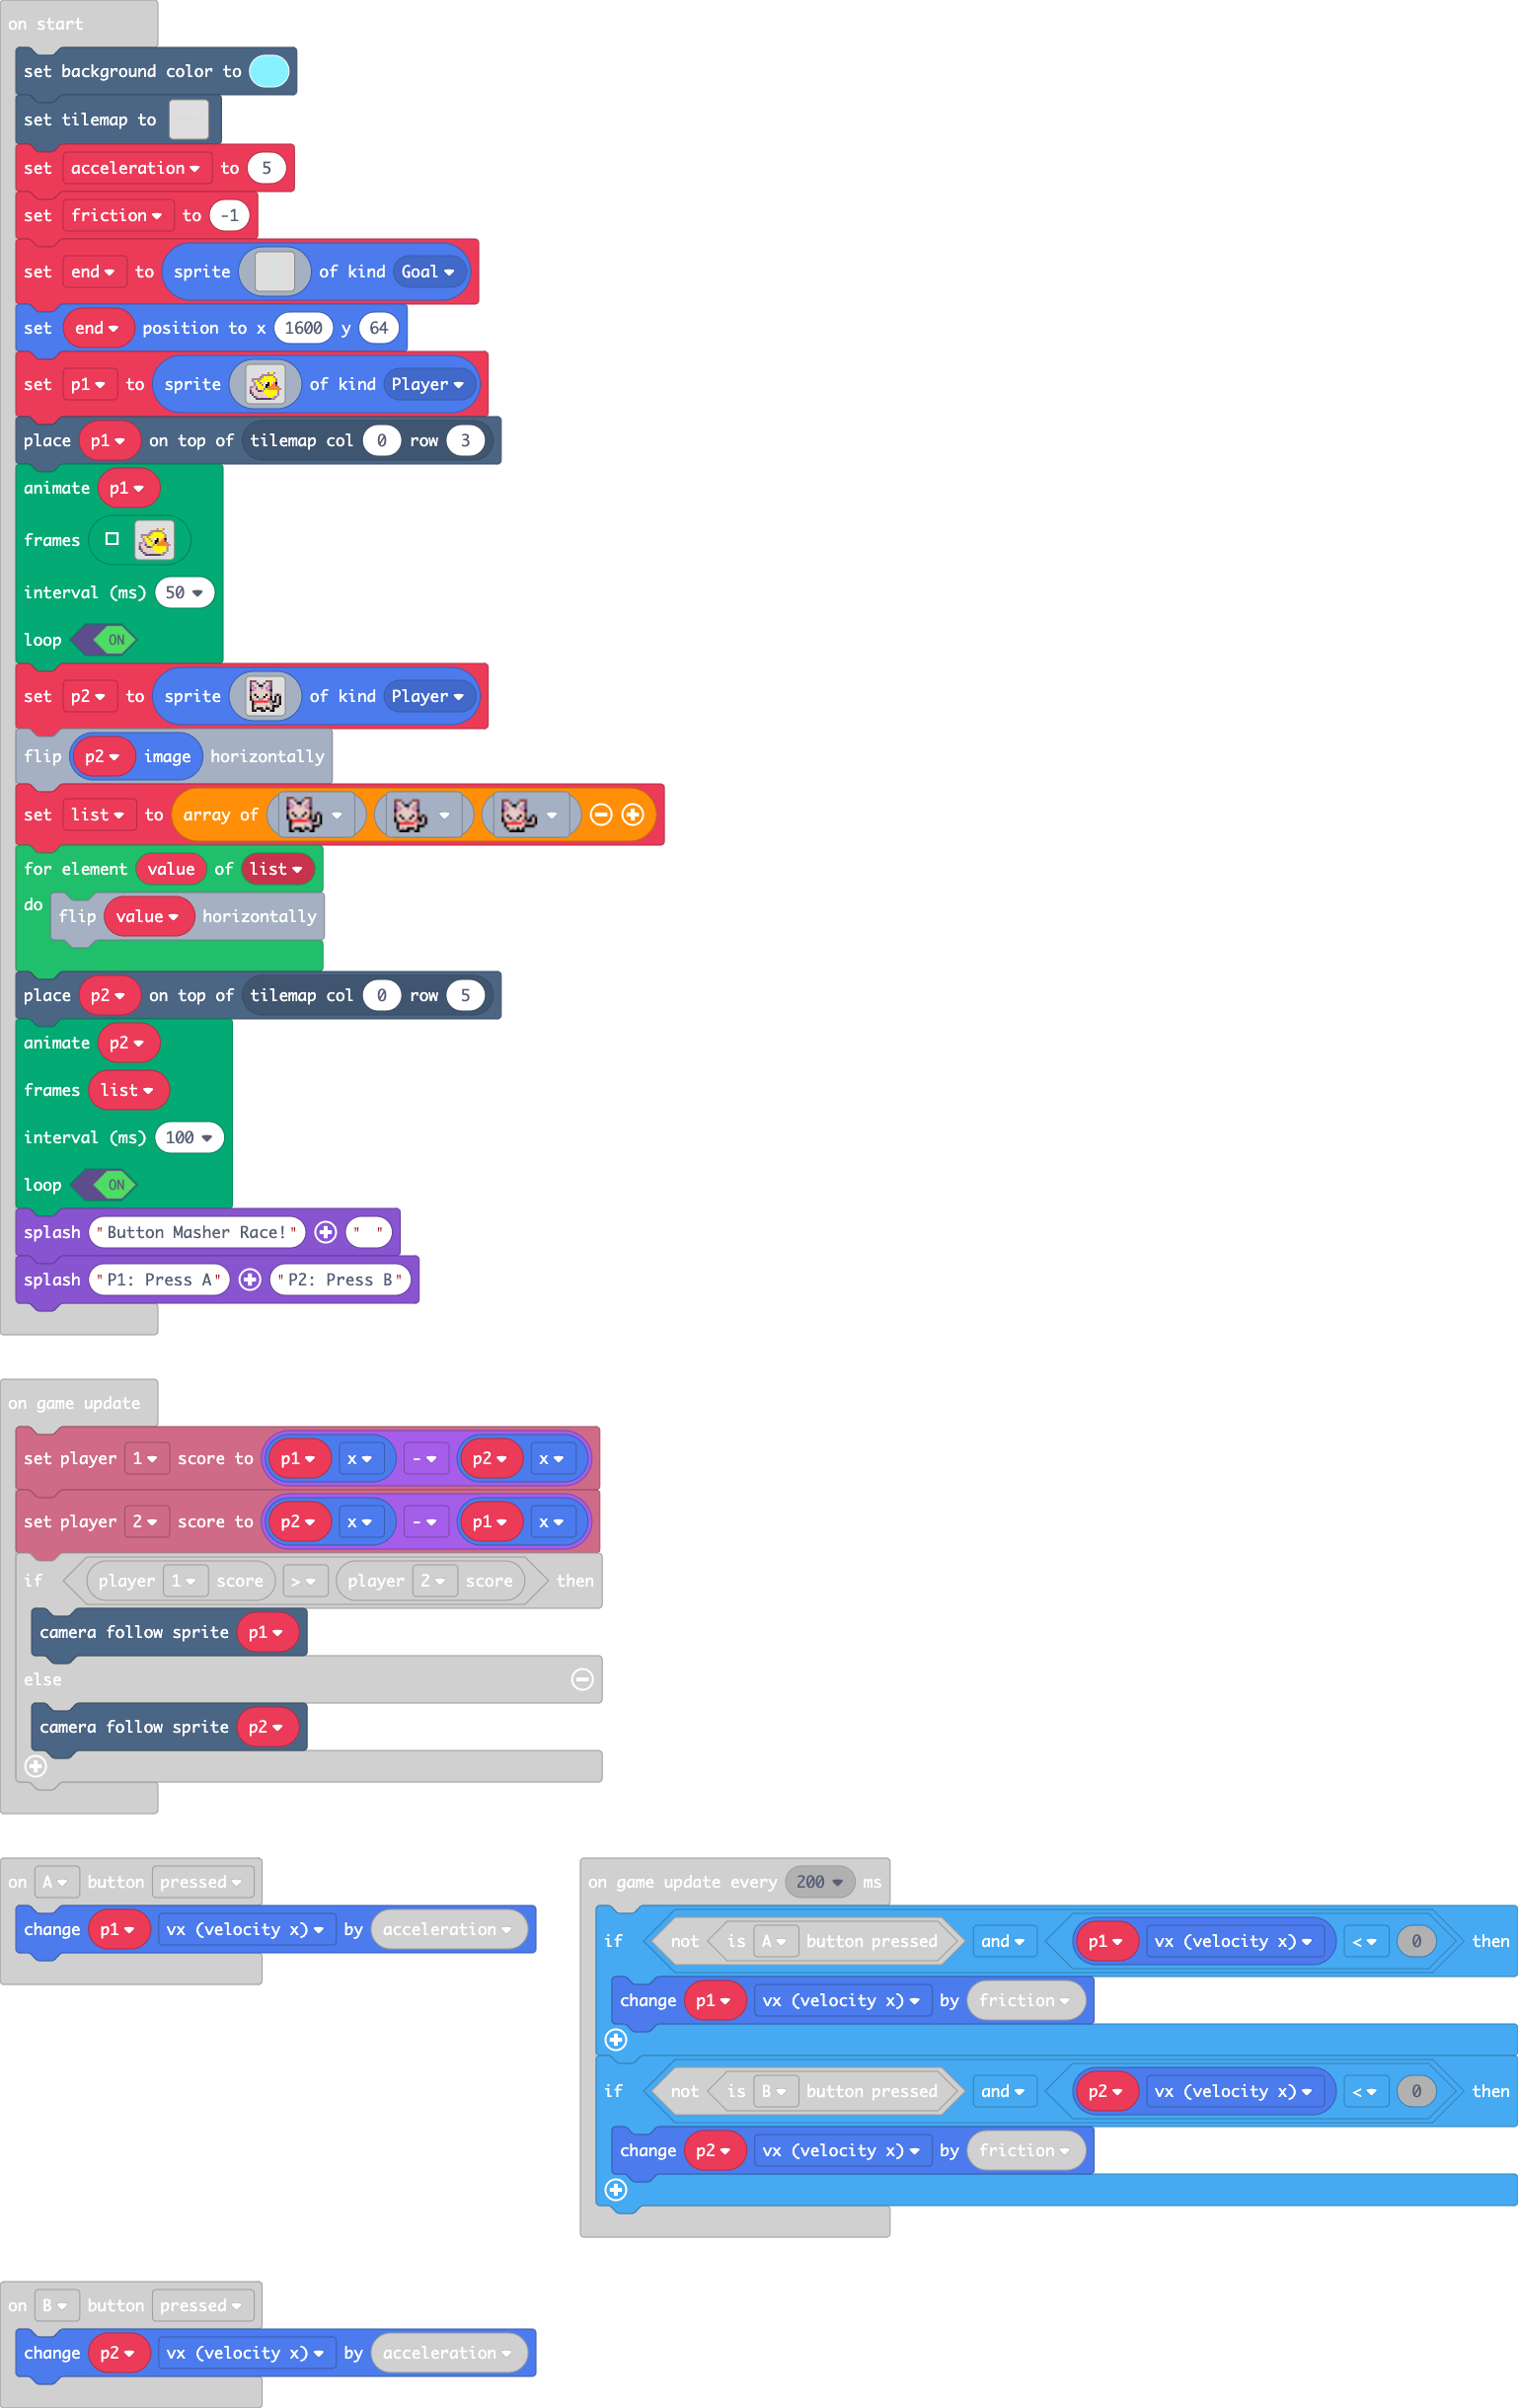 on start
set background color to
set tilemap to
set acceleration to 5
set friction to -1
set end to sprite of kind Goal
set end position to x 1600 y 64
set p1 to sprite of kind Player
place p1 on top of tilemap col 0 row 3
animate p1
frames
interval (ms) 50
loop ON
set p2 to sprite of kind Player
flip p2 image horizontally
set list to array of
for element value of list
do flip value horizontally
place p2 on top of tilemap col 0 row 5
animate p2
frames list
interval (ms) 100
loop ON
splash "Button Masher Race!" " "
splash "P1: Press A" "P2: Press B"
on game update
set player 1 score to p1 x - p2 x
set player 2 score to p2 x - p1 x
if player 1 score > player 2 score then
camera follow sprite p1
else
camera follow sprite p2
on A button pressed
change p1 vx (velocity x) by acceleration
on game update every 200 ms
if not is A button pressed and p1 vx (velocity x) < 0 then
change p1 vx (velocity x) by friction
if not is B button pressed and p2 vx (velocity x) < 0 then
change p2 vx (velocity x) by friction
on B button pressed
change p2 vx (velocity x) by acceleration